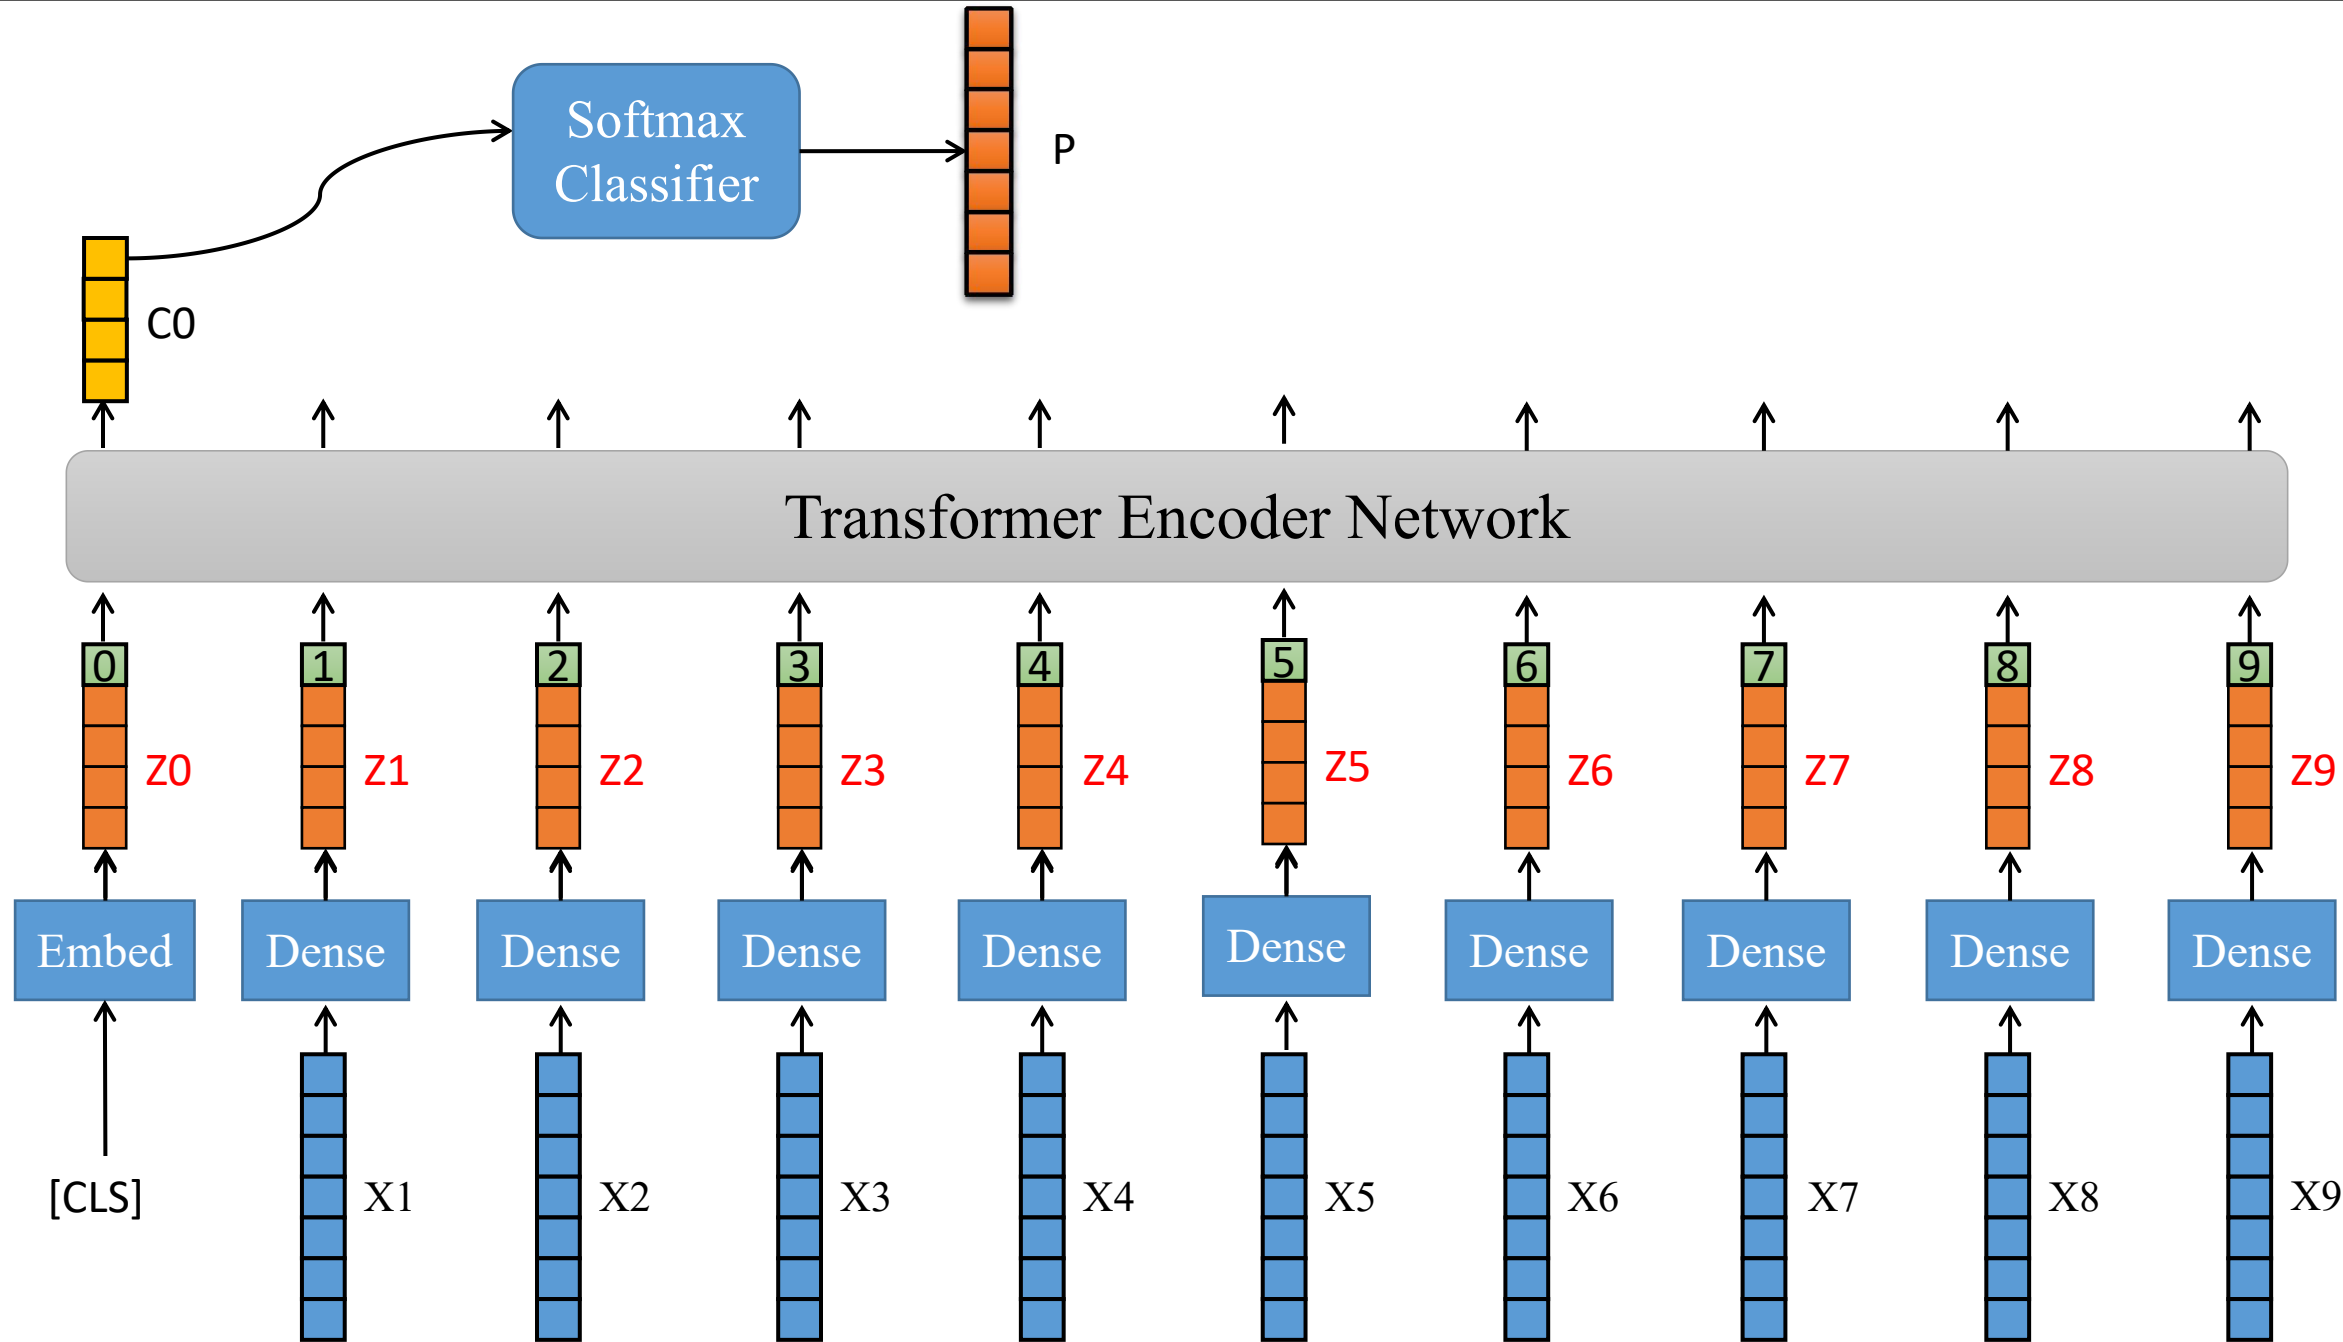 Softmax
Classifier
P
C0
Transformer Encoder Network
0 1 2 3 4 5 6 7 8 9
Z0 Z1 Z2 Z3 Z4 Z5 Z6 Z7 Z8 Z9
Embed Dense Dense Dense Dense Dense Dense Dense Dense Dense
[CLS] X1 X2 X3 X4 X5 X6 X7 X8 X9